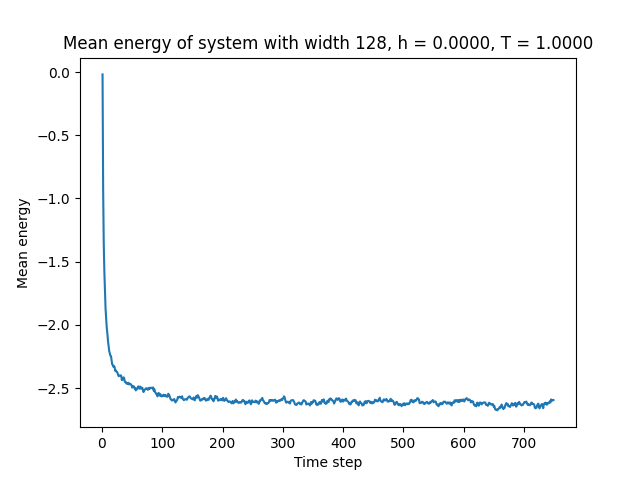 Mean energy of system with width 128, h = 0.0000, T = 1.0000
0.0
−0.5
−1.0
−1.5
−2.0
−2.5
Mean energy
0 100 200 300 400 500 600 700
Time step